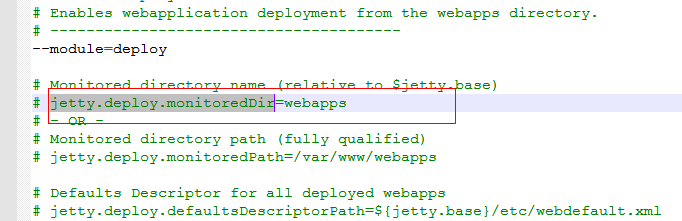 # Enables webapplication deployment from the webapps directory.
# ---------------------------------------
--module=deploy
# Monitored directory name (relative to $jetty.base)
# jetty.deploy.monitoredDir=webapps
# - OR -
# Monitored directory path (fully qualified)
# jetty.deploy.monitoredPath=/var/www/webapps
# Defaults Descriptor for all deployed webapps
# jetty.deploy.defaultsDescriptorPath=${jetty.base}/etc/webdefault.xml